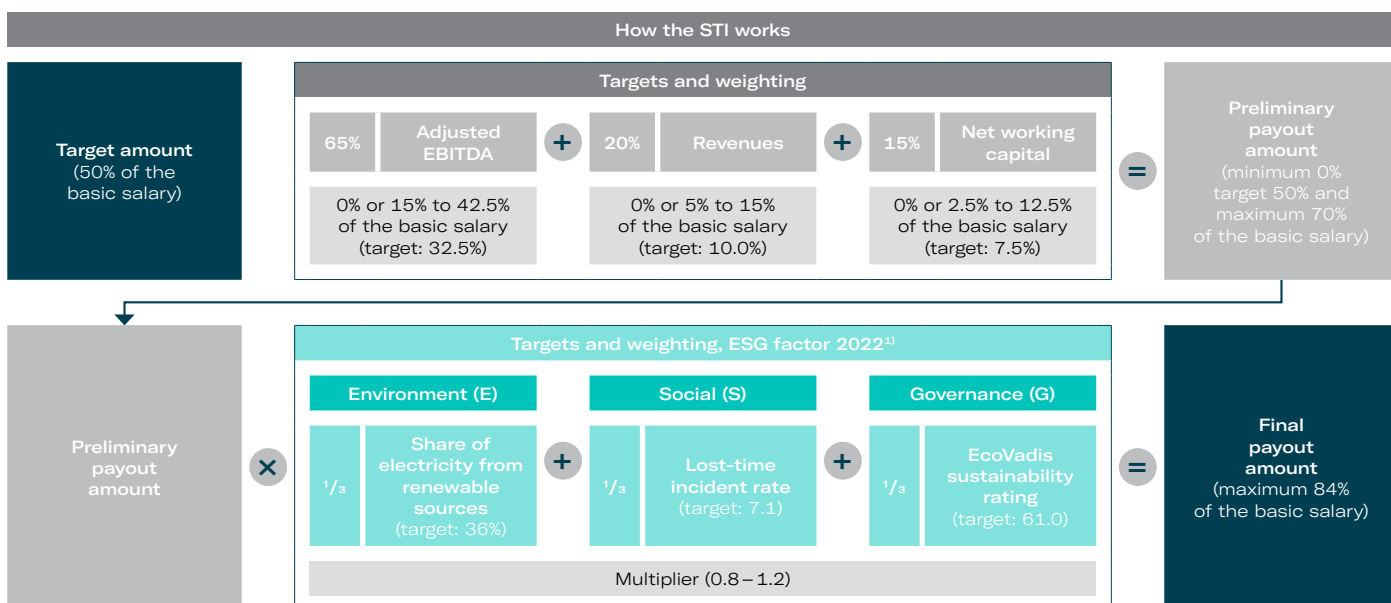 How the STI works
Target amount
(50% of the
basic salary)
Targets and weighting
65%
Adjusted
EBITDA
+
20%
Revenues
+
15%
Net working
capital
0% or 15% to 42.5%
of the basic salary
(target: 32.5%)
0% or 5% to 15%
of the basic salary
(target: 10.0%)
0% or 2.5% to 12.5%
of the basic salary
(target: 7.5%)
=
Preliminary
payout
amount
(minimum 0%
target 50% and
maximum 70%
of the basic salary)
Preliminary
payout
amount
×
Targets and weighting, ESG factor 2022¹⁾
Environment (E)
Social (S)
Governance (G)
¹/₃
Share of
electricity from
renewable
sources
(target: 36%)
+
¹/₃
Lost-time
incident rate
(target: 7.1)
+
¹/₃
EcoVadis
sustainability
rating
(target: 61.0)
Multiplier (0.8 – 1.2)
=
Final
payout
amount
(maximum 84%
of the basic salary)